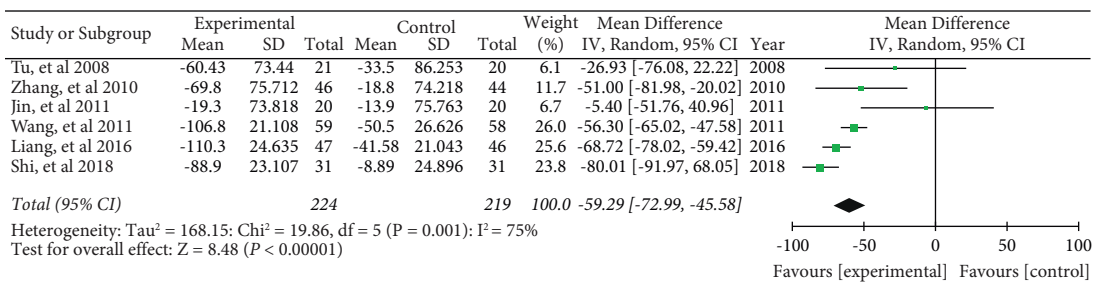 Study or Subgroup Experimental Control Weight Mean Difference Mean Difference
Mean SD Total Mean SD Total (%) IV, Random, 95% CI Year IV, Random, 95% CI
Tu, et al 2008 -60.43 73.44 21 -33.5 86.253 20 6.1 -26.93 [-76.08, 22.22] 2008
Zhang, et al 2010 -69.8 75.712 46 -18.8 74.218 44 11.7 -51.00 [-81.98, -20.02] 2010
Jin, et al 2011 -19.3 73.818 20 -13.9 75.763 20 6.7 -5.40 [-51.76, 40.96] 2011
Wang, et al 2011 -106.8 21.108 59 -50.5 26.626 58 26.0 -56.30 [-65.02, -47.58] 2011
Liang, et al 2016 -110.3 24.635 47 -41.58 21.043 46 25.6 -68.72 [-78.02, -59.42] 2016
Shi, et al 2018 -88.9 23.107 31 -8.89 24.896 31 23.8 -80.01 [-91.97, 68.05] 2018
Total (95% CI) 224 219 100.0 -59.29 [-72.99, -45.58]
Heterogeneity: Tau² = 168.15: Chi² = 19.86, df = 5 (P = 0.001): I² = 75%
Test for overall effect: Z = 8.48 (P < 0.00001)
-100 -50 0 50 100
Favours [experimental] Favours [control]